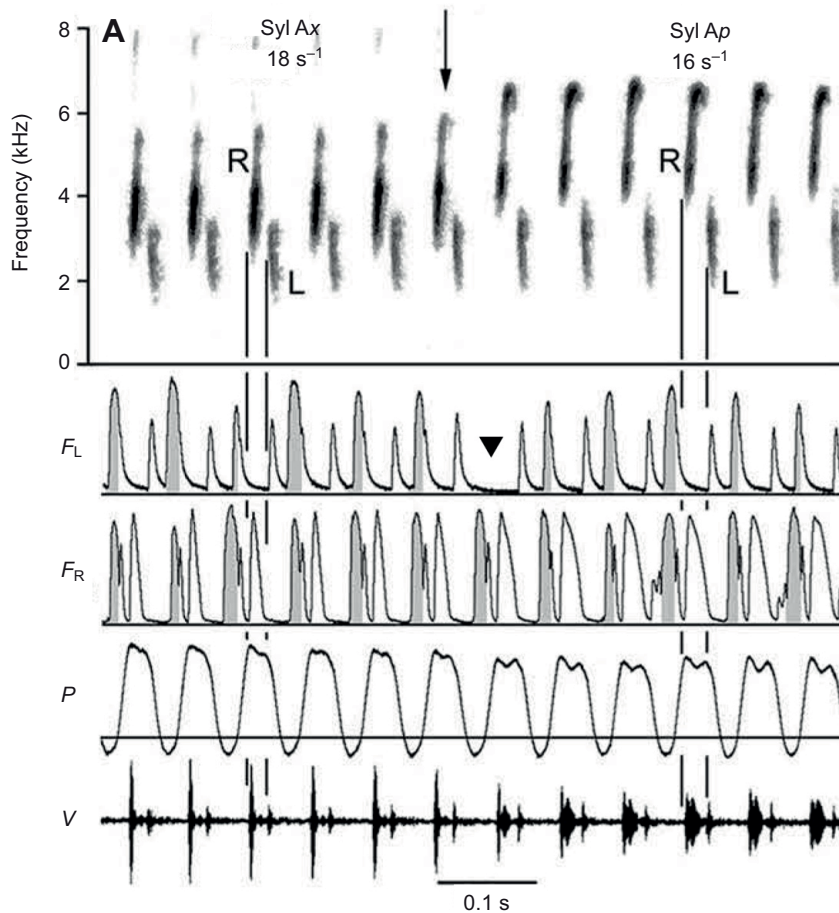 A
Syl Ax
18 s⁻¹
Syl Ap
16 s⁻¹
8
6
4
2
0
Frequency (kHz)
R
L
R
L
FL
FR
P
V
0.1 s